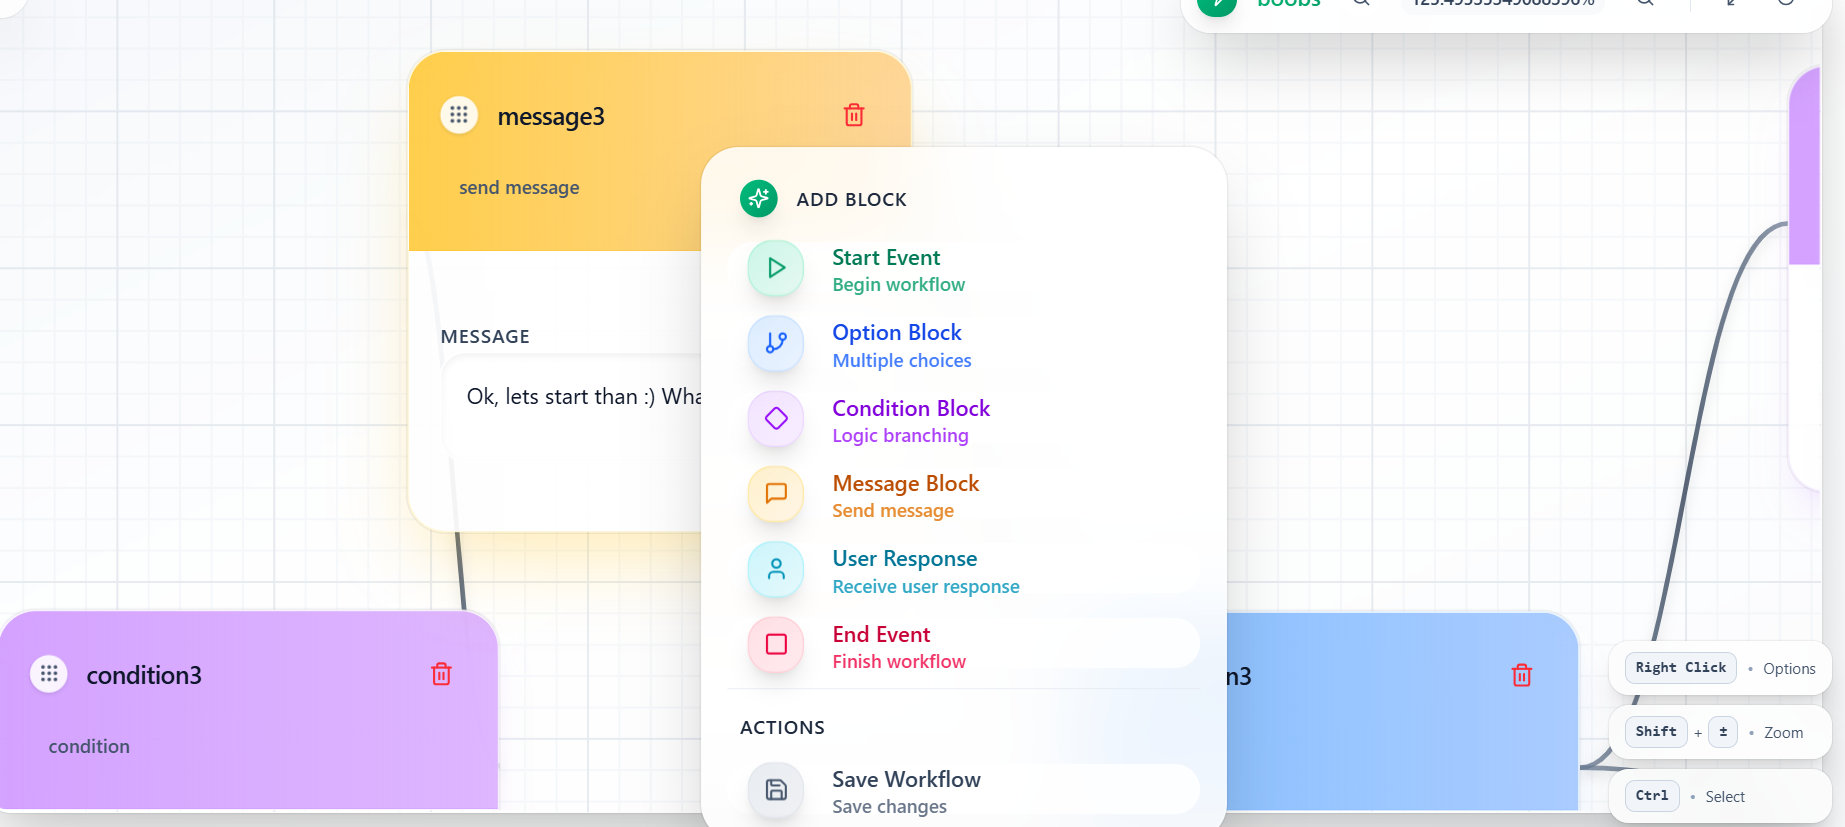 boobs
message3
send message
MESSAGE
Ok, lets start than :) Wha
ADD BLOCK
Start Event
Begin workflow
Option Block
Multiple choices
Condition Block
Logic branching
Message Block
Send message
User Response
Receive user response
End Event
Finish workflow
ACTIONS
Save Workflow
Save changes
condition3
condition
n3
Right Click • Options
Shift + ± • Zoom
Ctrl • Select